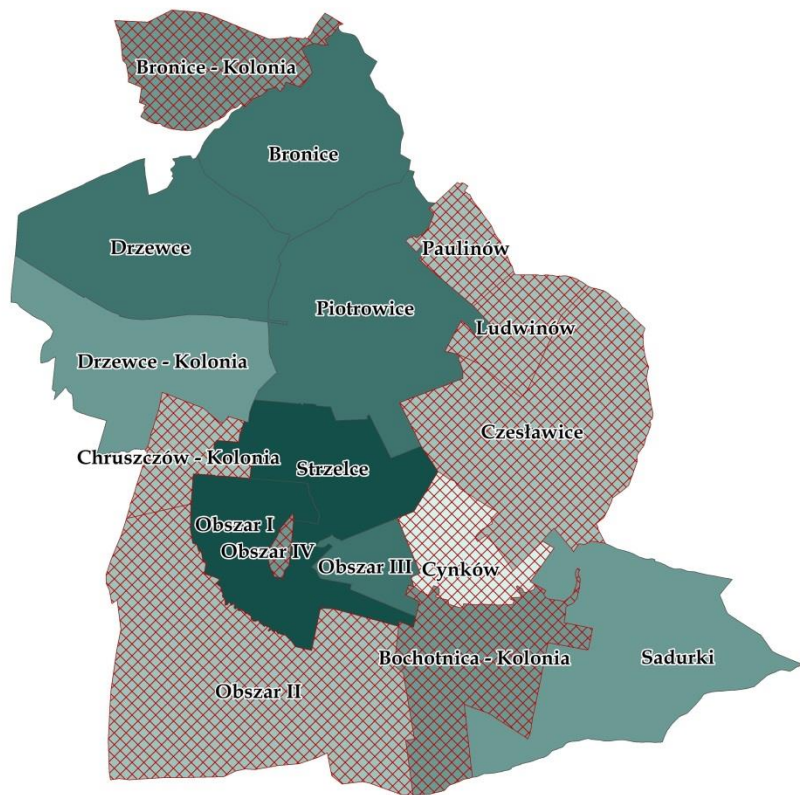 Bronice - Kolonia
Bronice
Drzewce
Paulinów
Piotrowice
Ludwinów
Drzewce - Kolonia
Czesławice
Chruszczów - Kolonia
Strzelce
Obszar I
Obszar IV
Obszar III
Cynków
Bochotnica - Kolonia
Sadurki
Obszar II